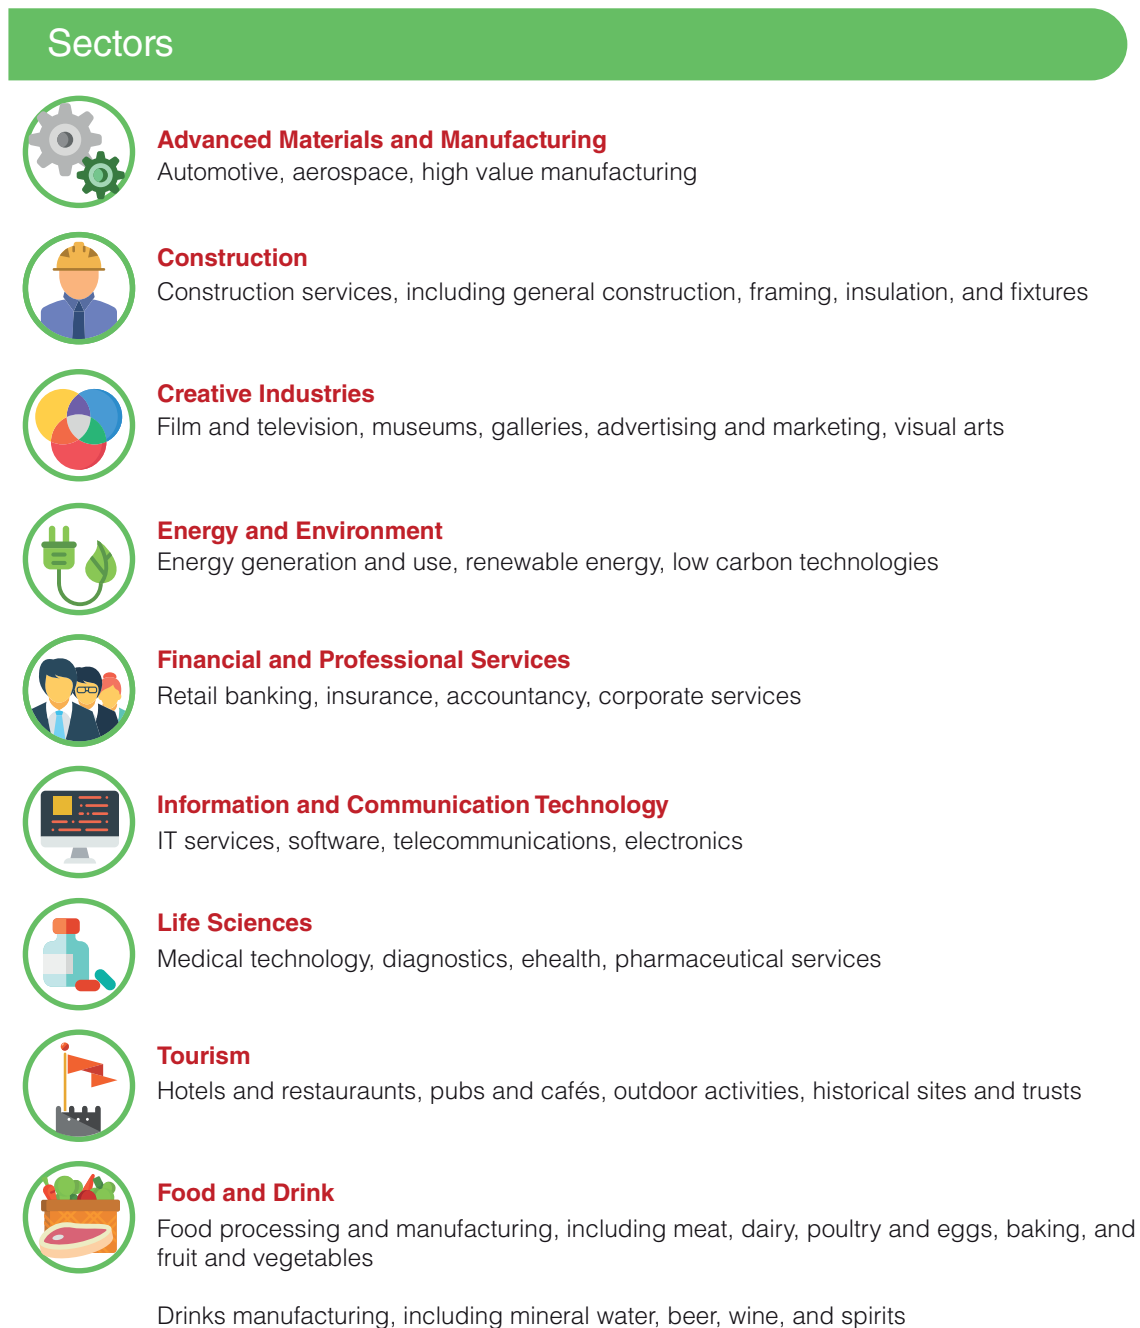 Sectors
Advanced Materials and Manufacturing
Automotive, aerospace, high value manufacturing
Construction
Construction services, including general construction, framing, insulation, and fixtures
Creative Industries
Film and television, museums, galleries, advertising and marketing, visual arts
Energy and Environment
Energy generation and use, renewable energy, low carbon technologies
Financial and Professional Services
Retail banking, insurance, accountancy, corporate services
Information and Communication Technology
IT services, software, telecommunications, electronics
Life Sciences
Medical technology, diagnostics, ehealth, pharmaceutical services
Tourism
Hotels and restauraunts, pubs and cafés, outdoor activities, historical sites and trusts
Food and Drink
Food processing and manufacturing, including meat, dairy, poultry and eggs, baking, and
fruit and vegetables
Drinks manufacturing, including mineral water, beer, wine, and spirits